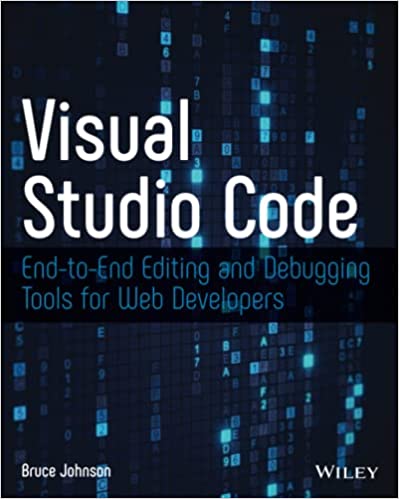 Visual
Studio Code
End-to-End Editing and Debugging
Tools for Web Developers
Bruce Johnson
WILEY